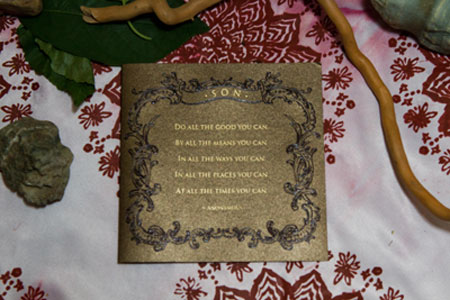 · SON ·
DO ALL THE GOOD YOU CAN.
BY ALL THE MEANS YOU CAN.
IN ALL THE WAYS YOU CAN.
IN ALL THE PLACES YOU CAN.
AT ALL THE TIMES YOU CAN.